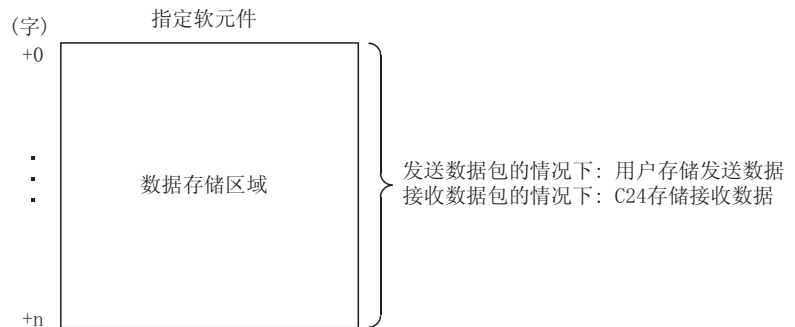 (字)
指定软元件
+0
数据存储区域
发送数据包的情况下: 用户存储发送数据
接收数据包的情况下: C24存储接收数据
+n